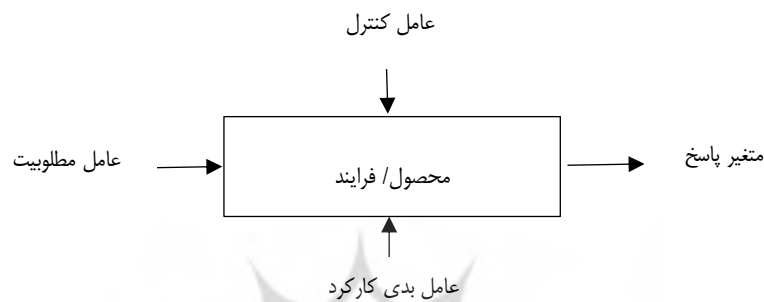 عامل کنترل
متغیر پاسخ
محصول/ فرایند
عامل مطلوبیت
عامل بدی کارکرد